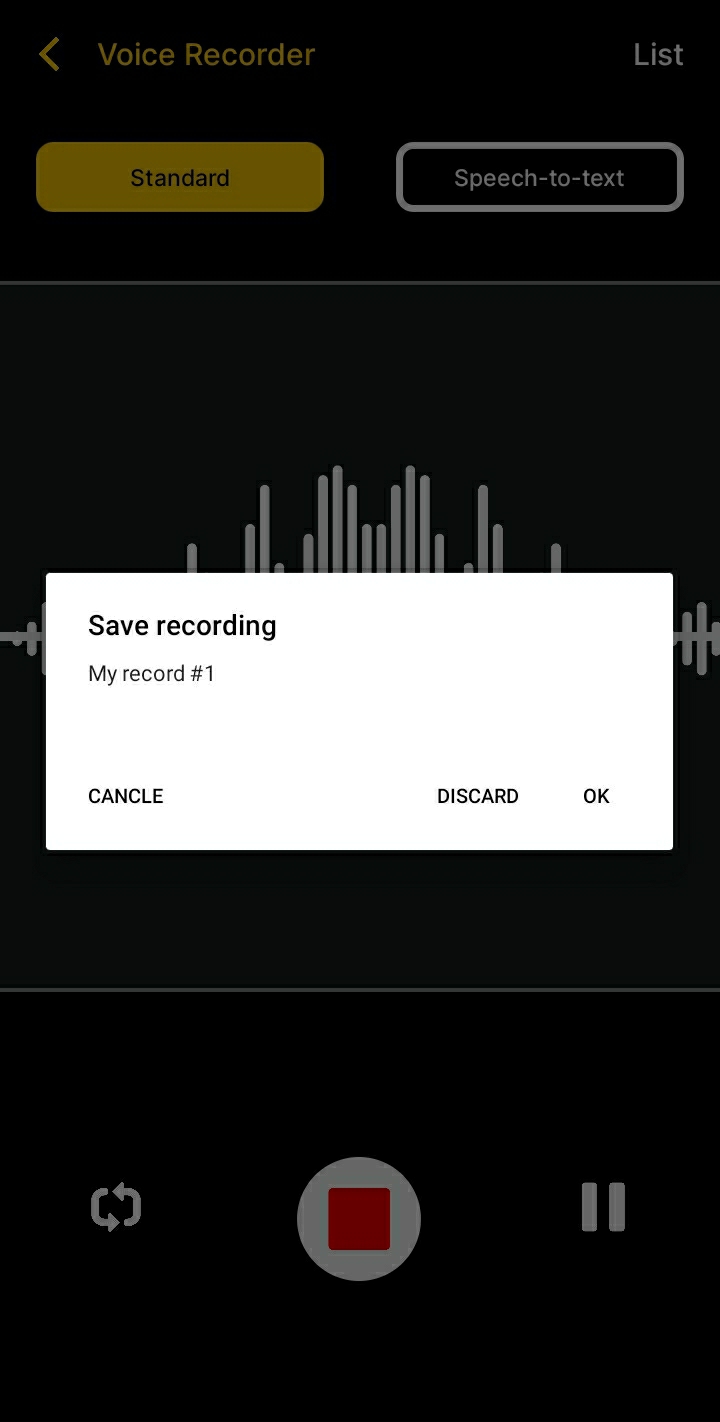 Voice Recorder List
Standard Speech-to-text
Save recording
My record #1
CANCLE DISCARD OK